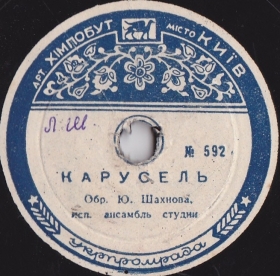 АРТ. ХІМПОБУТ МІСТО КИЇВ
Л. Ш.
№ 592
КАРУСЕЛЬ
Обр. Ю. Шахнова,
исп. ансамбль студии
Укрпромрада